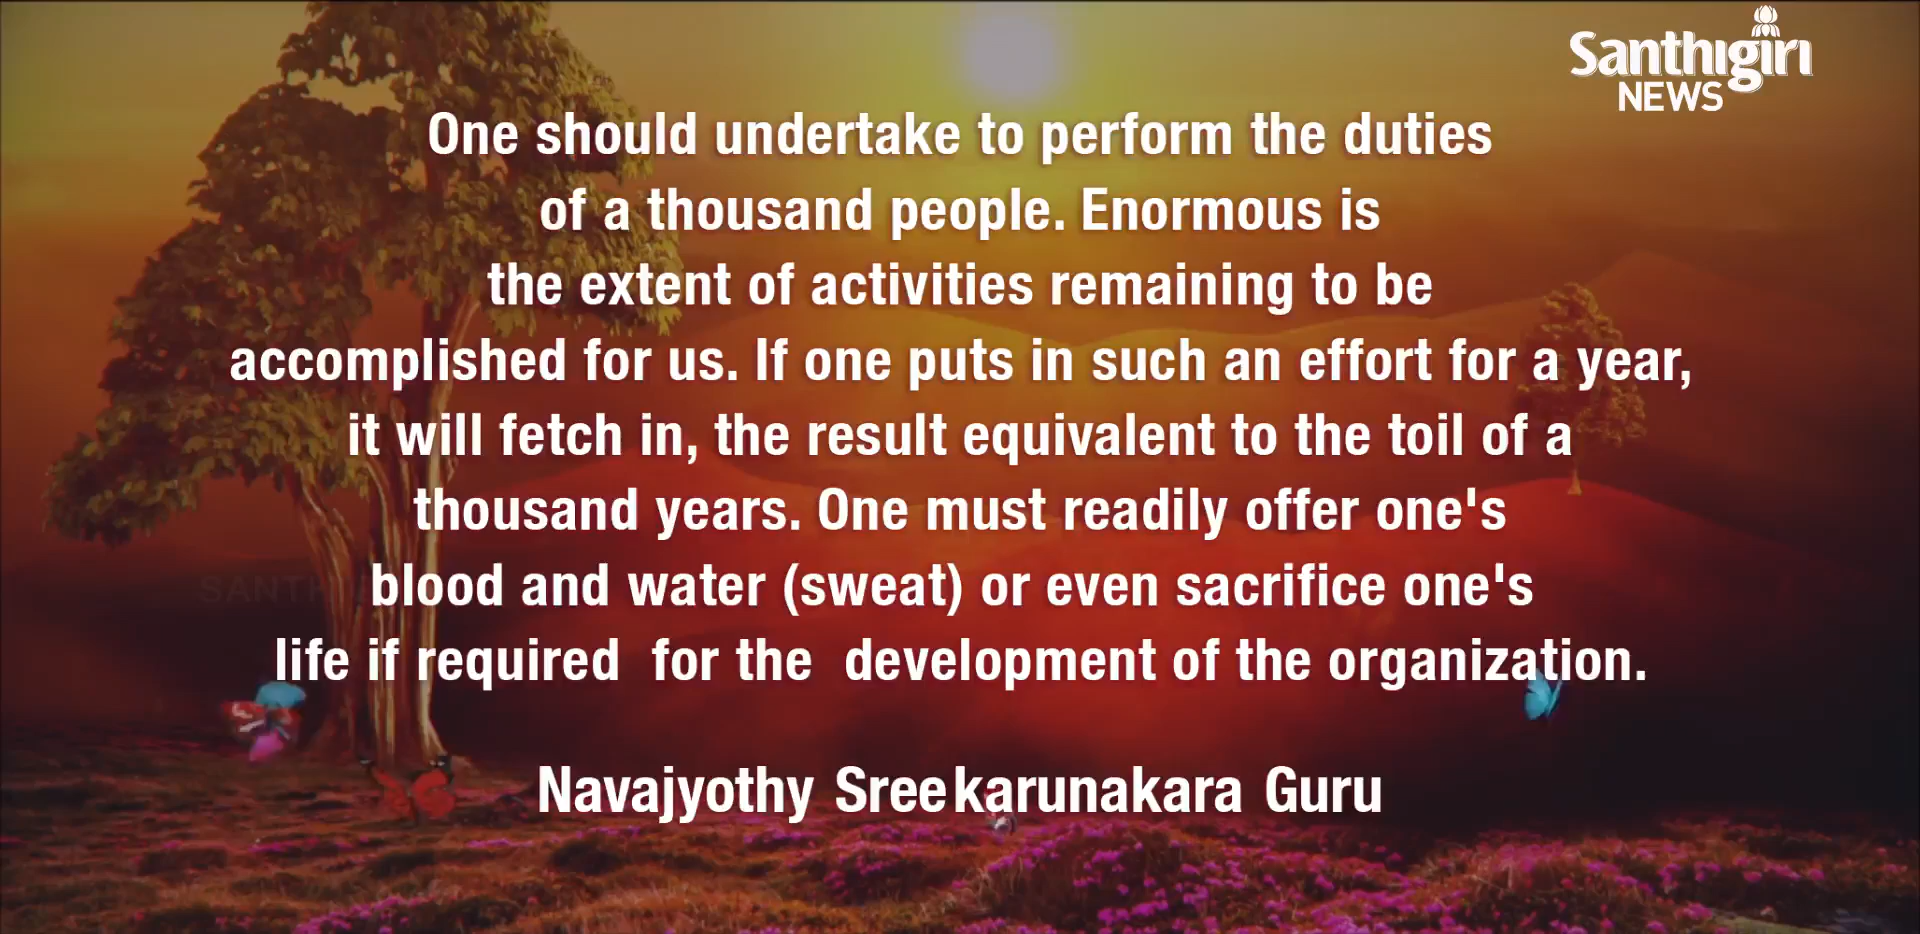 Santhigiri
NEWS
One should undertake to perform the duties
of a thousand people. Enormous is
the extent of activities remaining to be
accomplished for us. If one puts in such an effort for a year,
it will fetch in, the result equivalent to the toil of a
thousand years. One must readily offer one's
blood and water (sweat) or even sacrifice one's
life if required for the development of the organization.
Navajyothy Sreekarunakara Guru